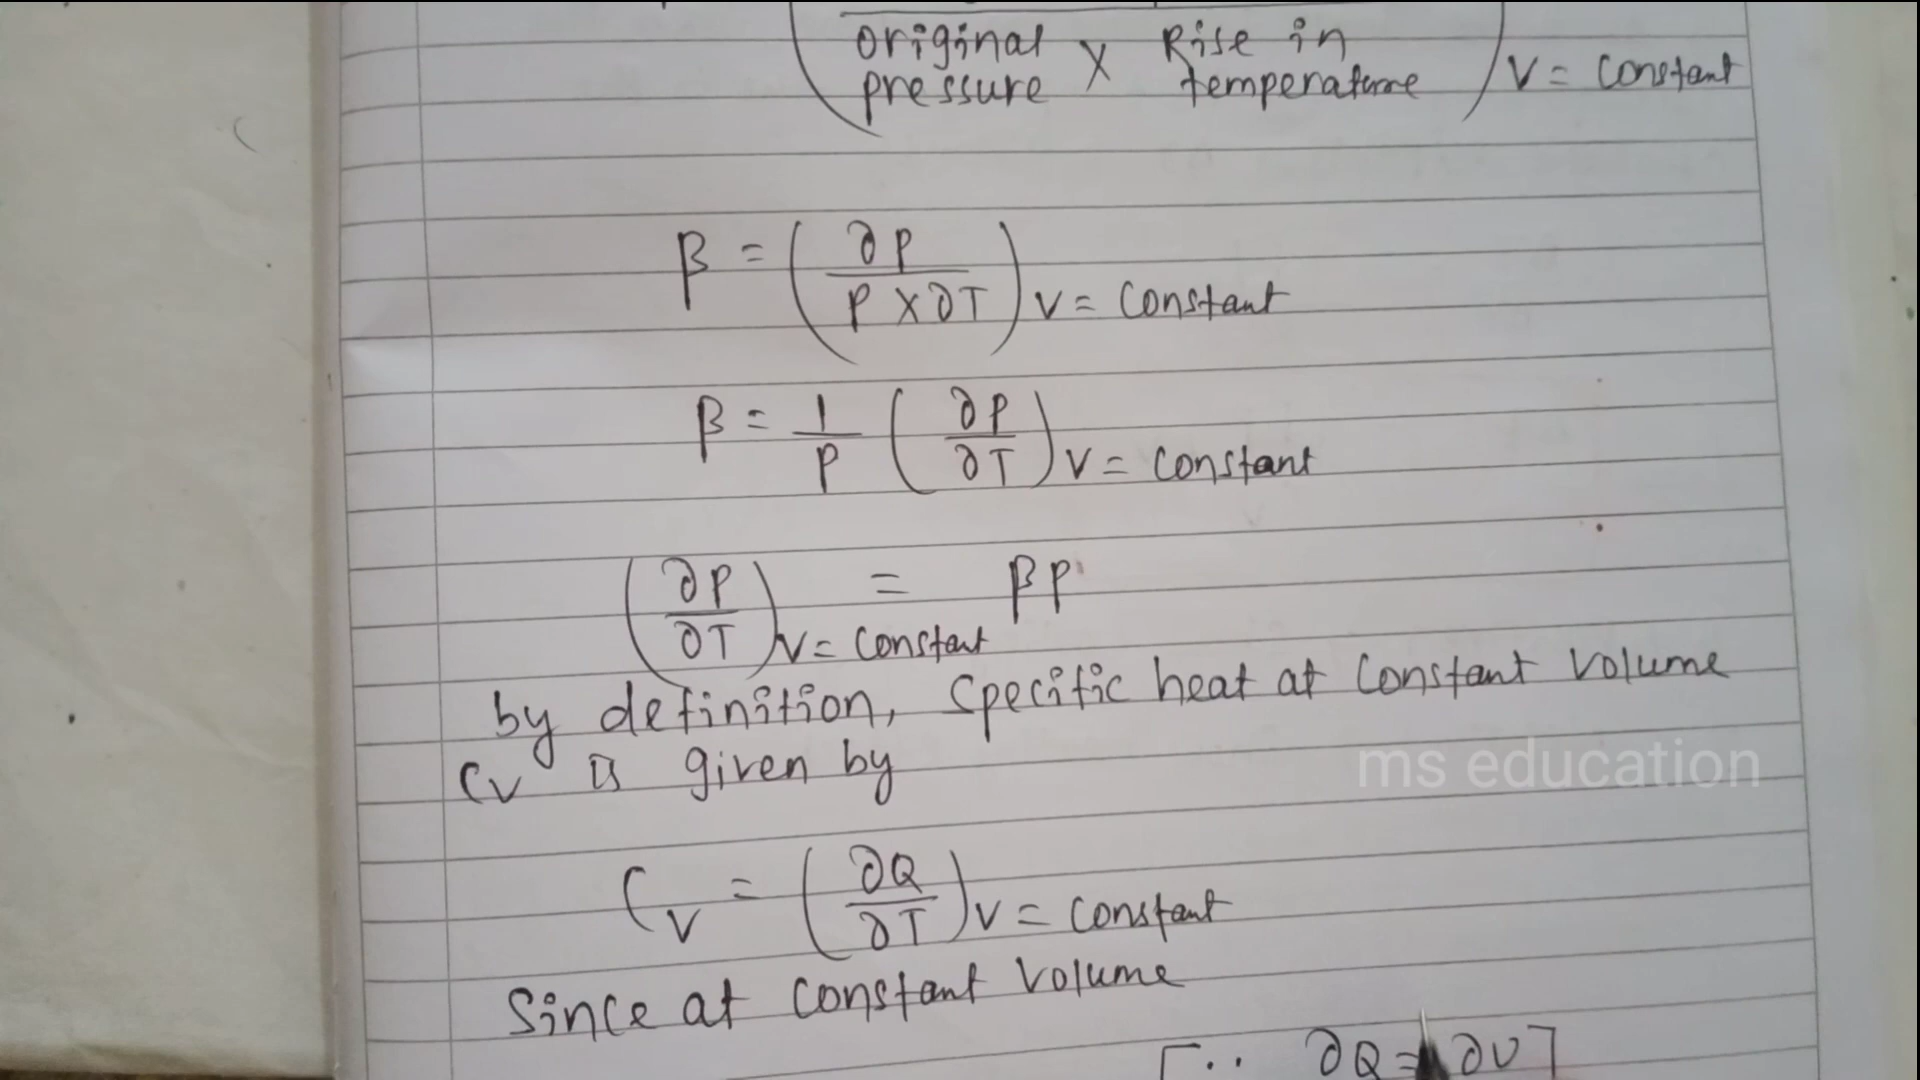 original pressure X Rise in temperature V = constant
β = (∂P / P X ∂T) V = constant
β = 1/P (∂P/∂T) V = constant
(∂P/∂T) V = constant = βP
by definition, specific heat at constant volume
Cv is given by
ms education
Cv = (∂Q/∂T) V = constant
Since at constant volume
[∵ ∂Q = ∂U]